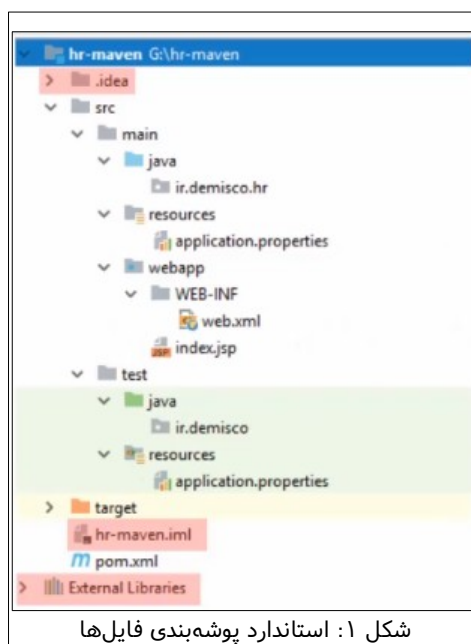 hr-maven G:\hr-maven
.idea
src
main
java
ir.demisco.hr
resources
application.properties
webapp
WEB-INF
web.xml
index.jsp
test
java
ir.demisco
resources
application.properties
target
hr-maven.iml
pom.xml
External Libraries
شکل ۱: استاندارد پوشه‌بندی فایل‌ها